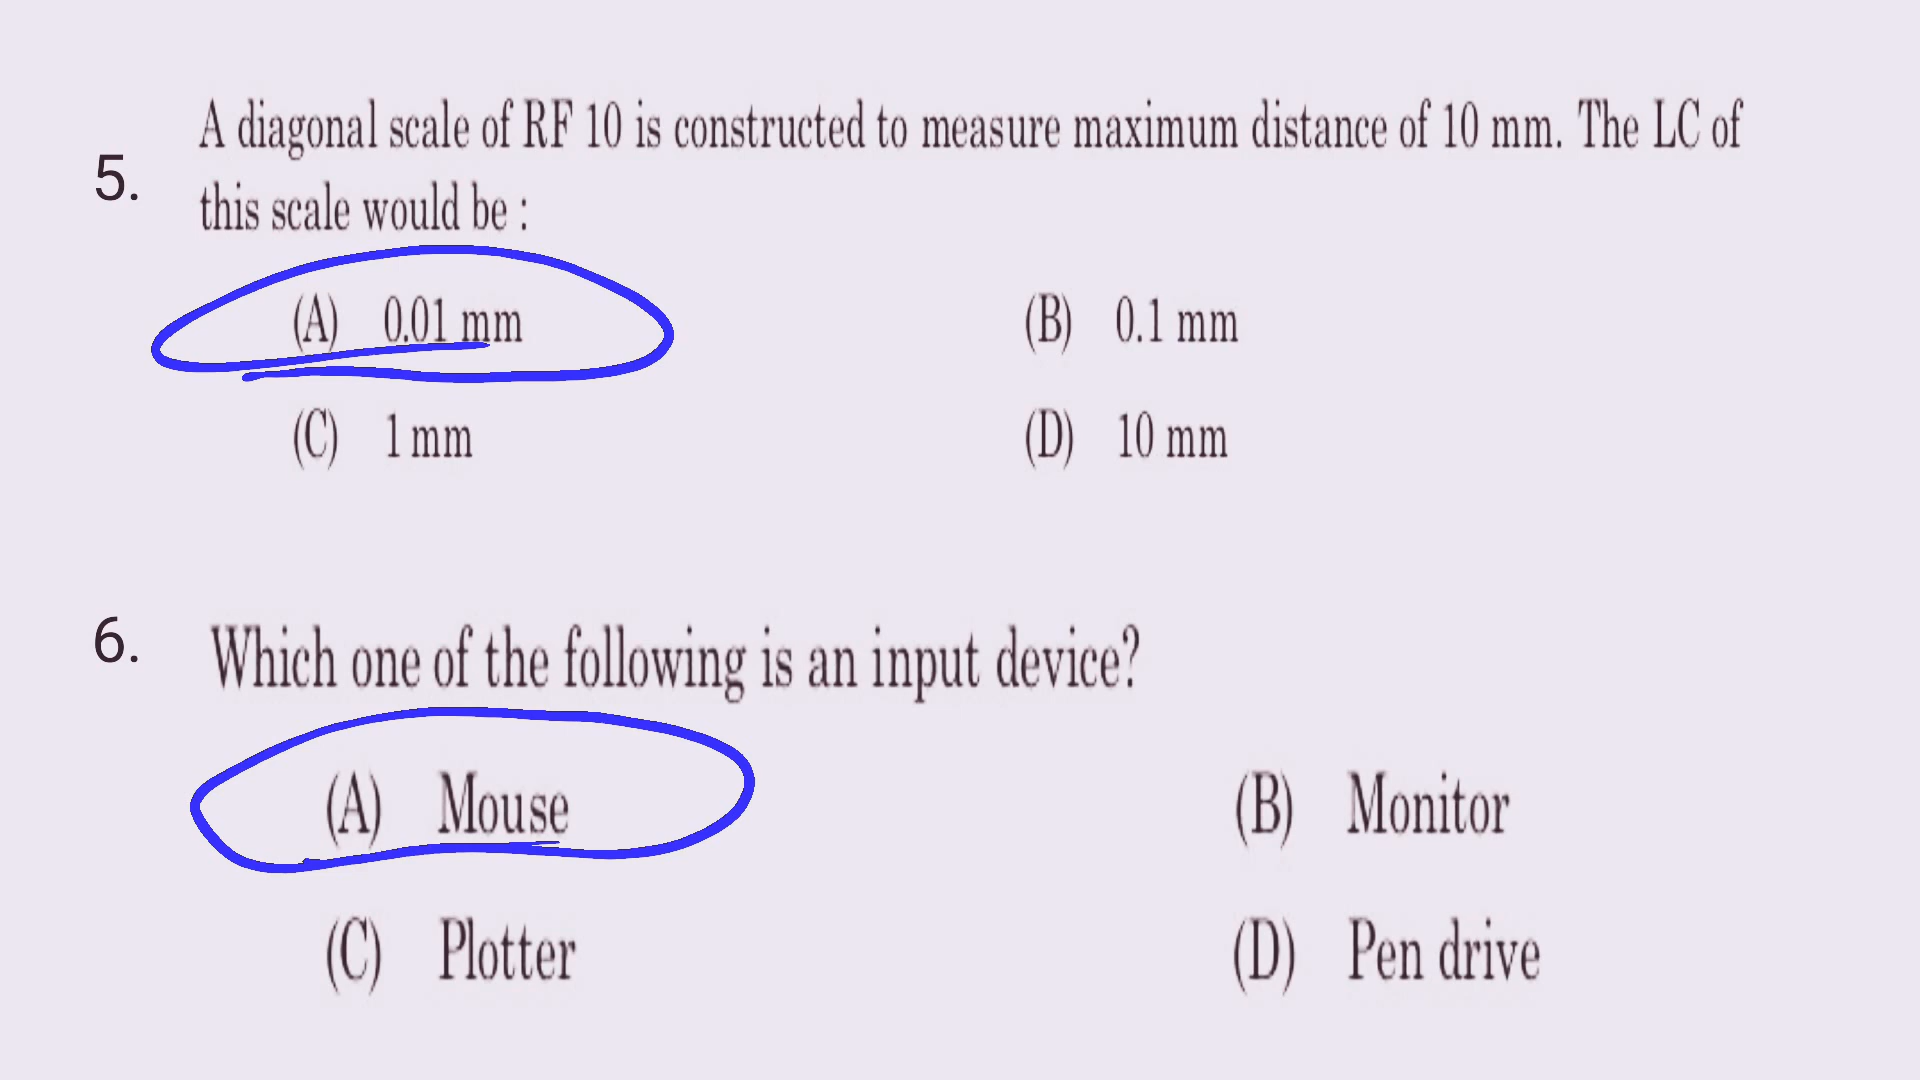 5. A diagonal scale of RF 10 is constructed to measure maximum distance of 10 mm. The LC of
this scale would be :
(A) 0.01 mm (B) 0.1 mm
(C) 1 mm (D) 10 mm
6. Which one of the following is an input device?
(A) Mouse (B) Monitor
(C) Plotter (D) Pen drive